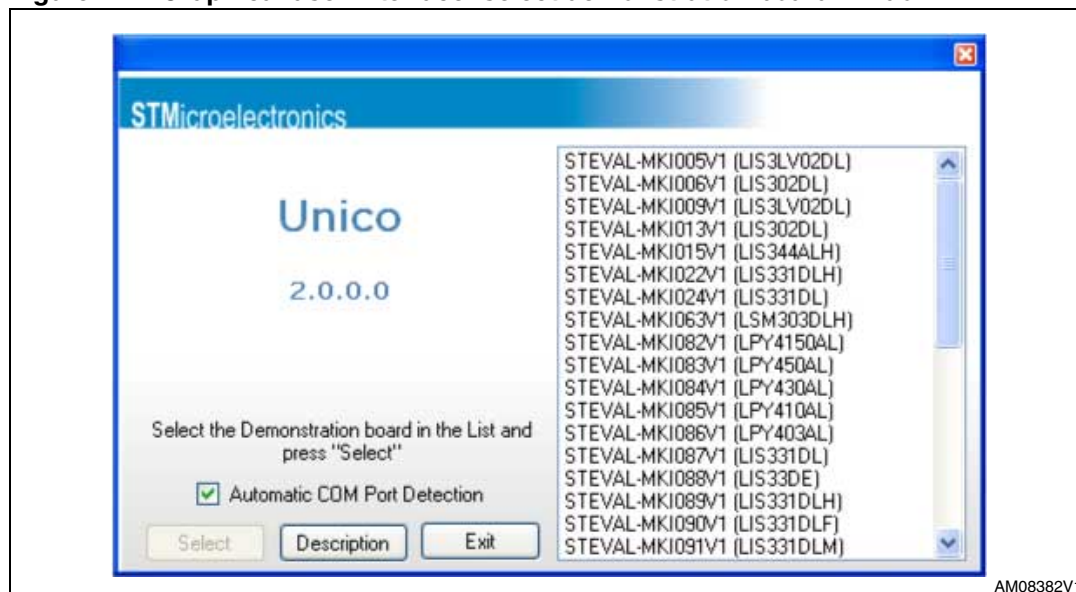 STMicroelectronics
Unico
2.0.0.0
Select the Demonstration board in the List and
press "Select"
Automatic COM Port Detection
Select
Description
Exit
STEVAL-MKI005V1 (LIS3LV02DL)
STEVAL-MKI006V1 (LIS302DL)
STEVAL-MKI009V1 (LIS3LV02DL)
STEVAL-MKI013V1 (LIS302DL)
STEVAL-MKI015V1 (LIS344ALH)
STEVAL-MKI022V1 (LIS331DLH)
STEVAL-MKI024V1 (LIS331DL)
STEVAL-MKI063V1 (LSM303DLH)
STEVAL-MKI082V1 (LPY4150AL)
STEVAL-MKI083V1 (LPY450AL)
STEVAL-MKI084V1 (LPY430AL)
STEVAL-MKI085V1 (LPY410AL)
STEVAL-MKI086V1 (LPY403AL)
STEVAL-MKI087V1 (LIS331DL)
STEVAL-MKI088V1 (LIS33DE)
STEVAL-MKI089V1 (LIS331DLH)
STEVAL-MKI090V1 (LIS331DLF)
STEVAL-MKI091V1 (LIS331DLM)
AM08382V1